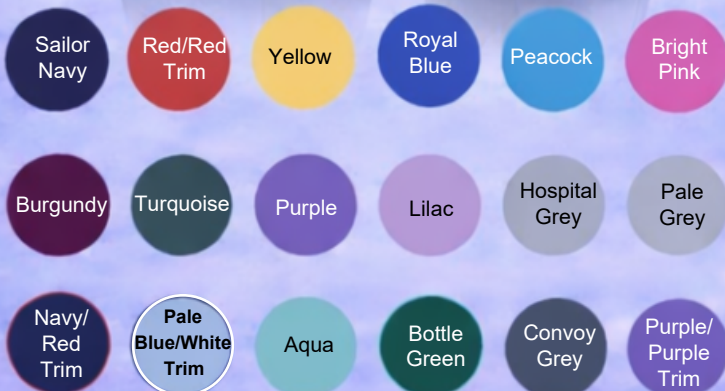 Sailor
Navy
Red/Red
Trim
Yellow
Royal
Blue
Peacock
Bright
Pink
Burgundy
Turquoise
Purple
Lilac
Hospital
Grey
Pale
Grey
Navy/
Red
Trim
Pale
Blue/White
Trim
Aqua
Bottle
Green
Convoy
Grey
Purple/
Purple
Trim